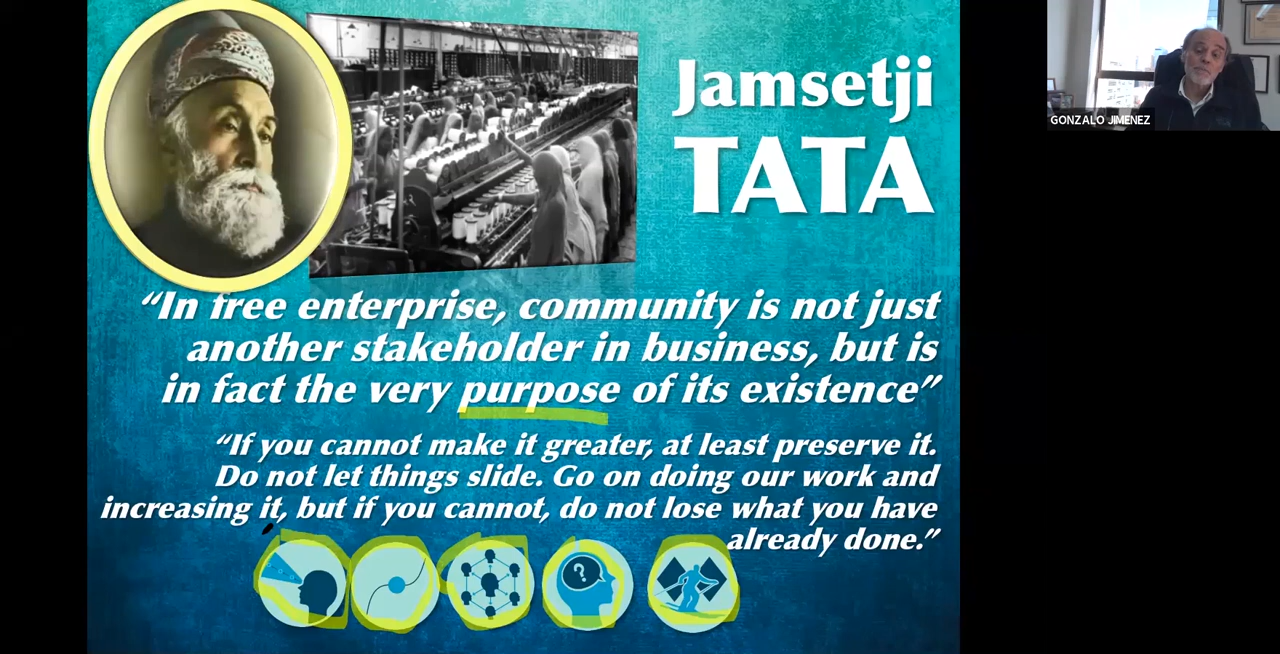 GONZALO JIMENEZ
Jamsetji
TATA
“In free enterprise, community is not just
another stakeholder in business, but is
in fact the very purpose of its existence”
“If you cannot make it greater, at least preserve it.
Do not let things slide. Go on doing our work and
increasing it, but if you cannot, do not lose what you have
already done.”
?